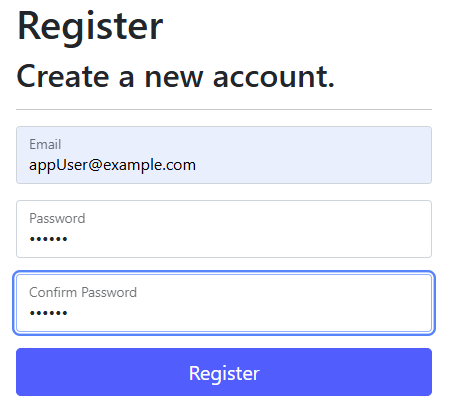 Register
Create a new account.
Email
appUser@example.com
Password
••••••
Confirm Password
••••••
Register